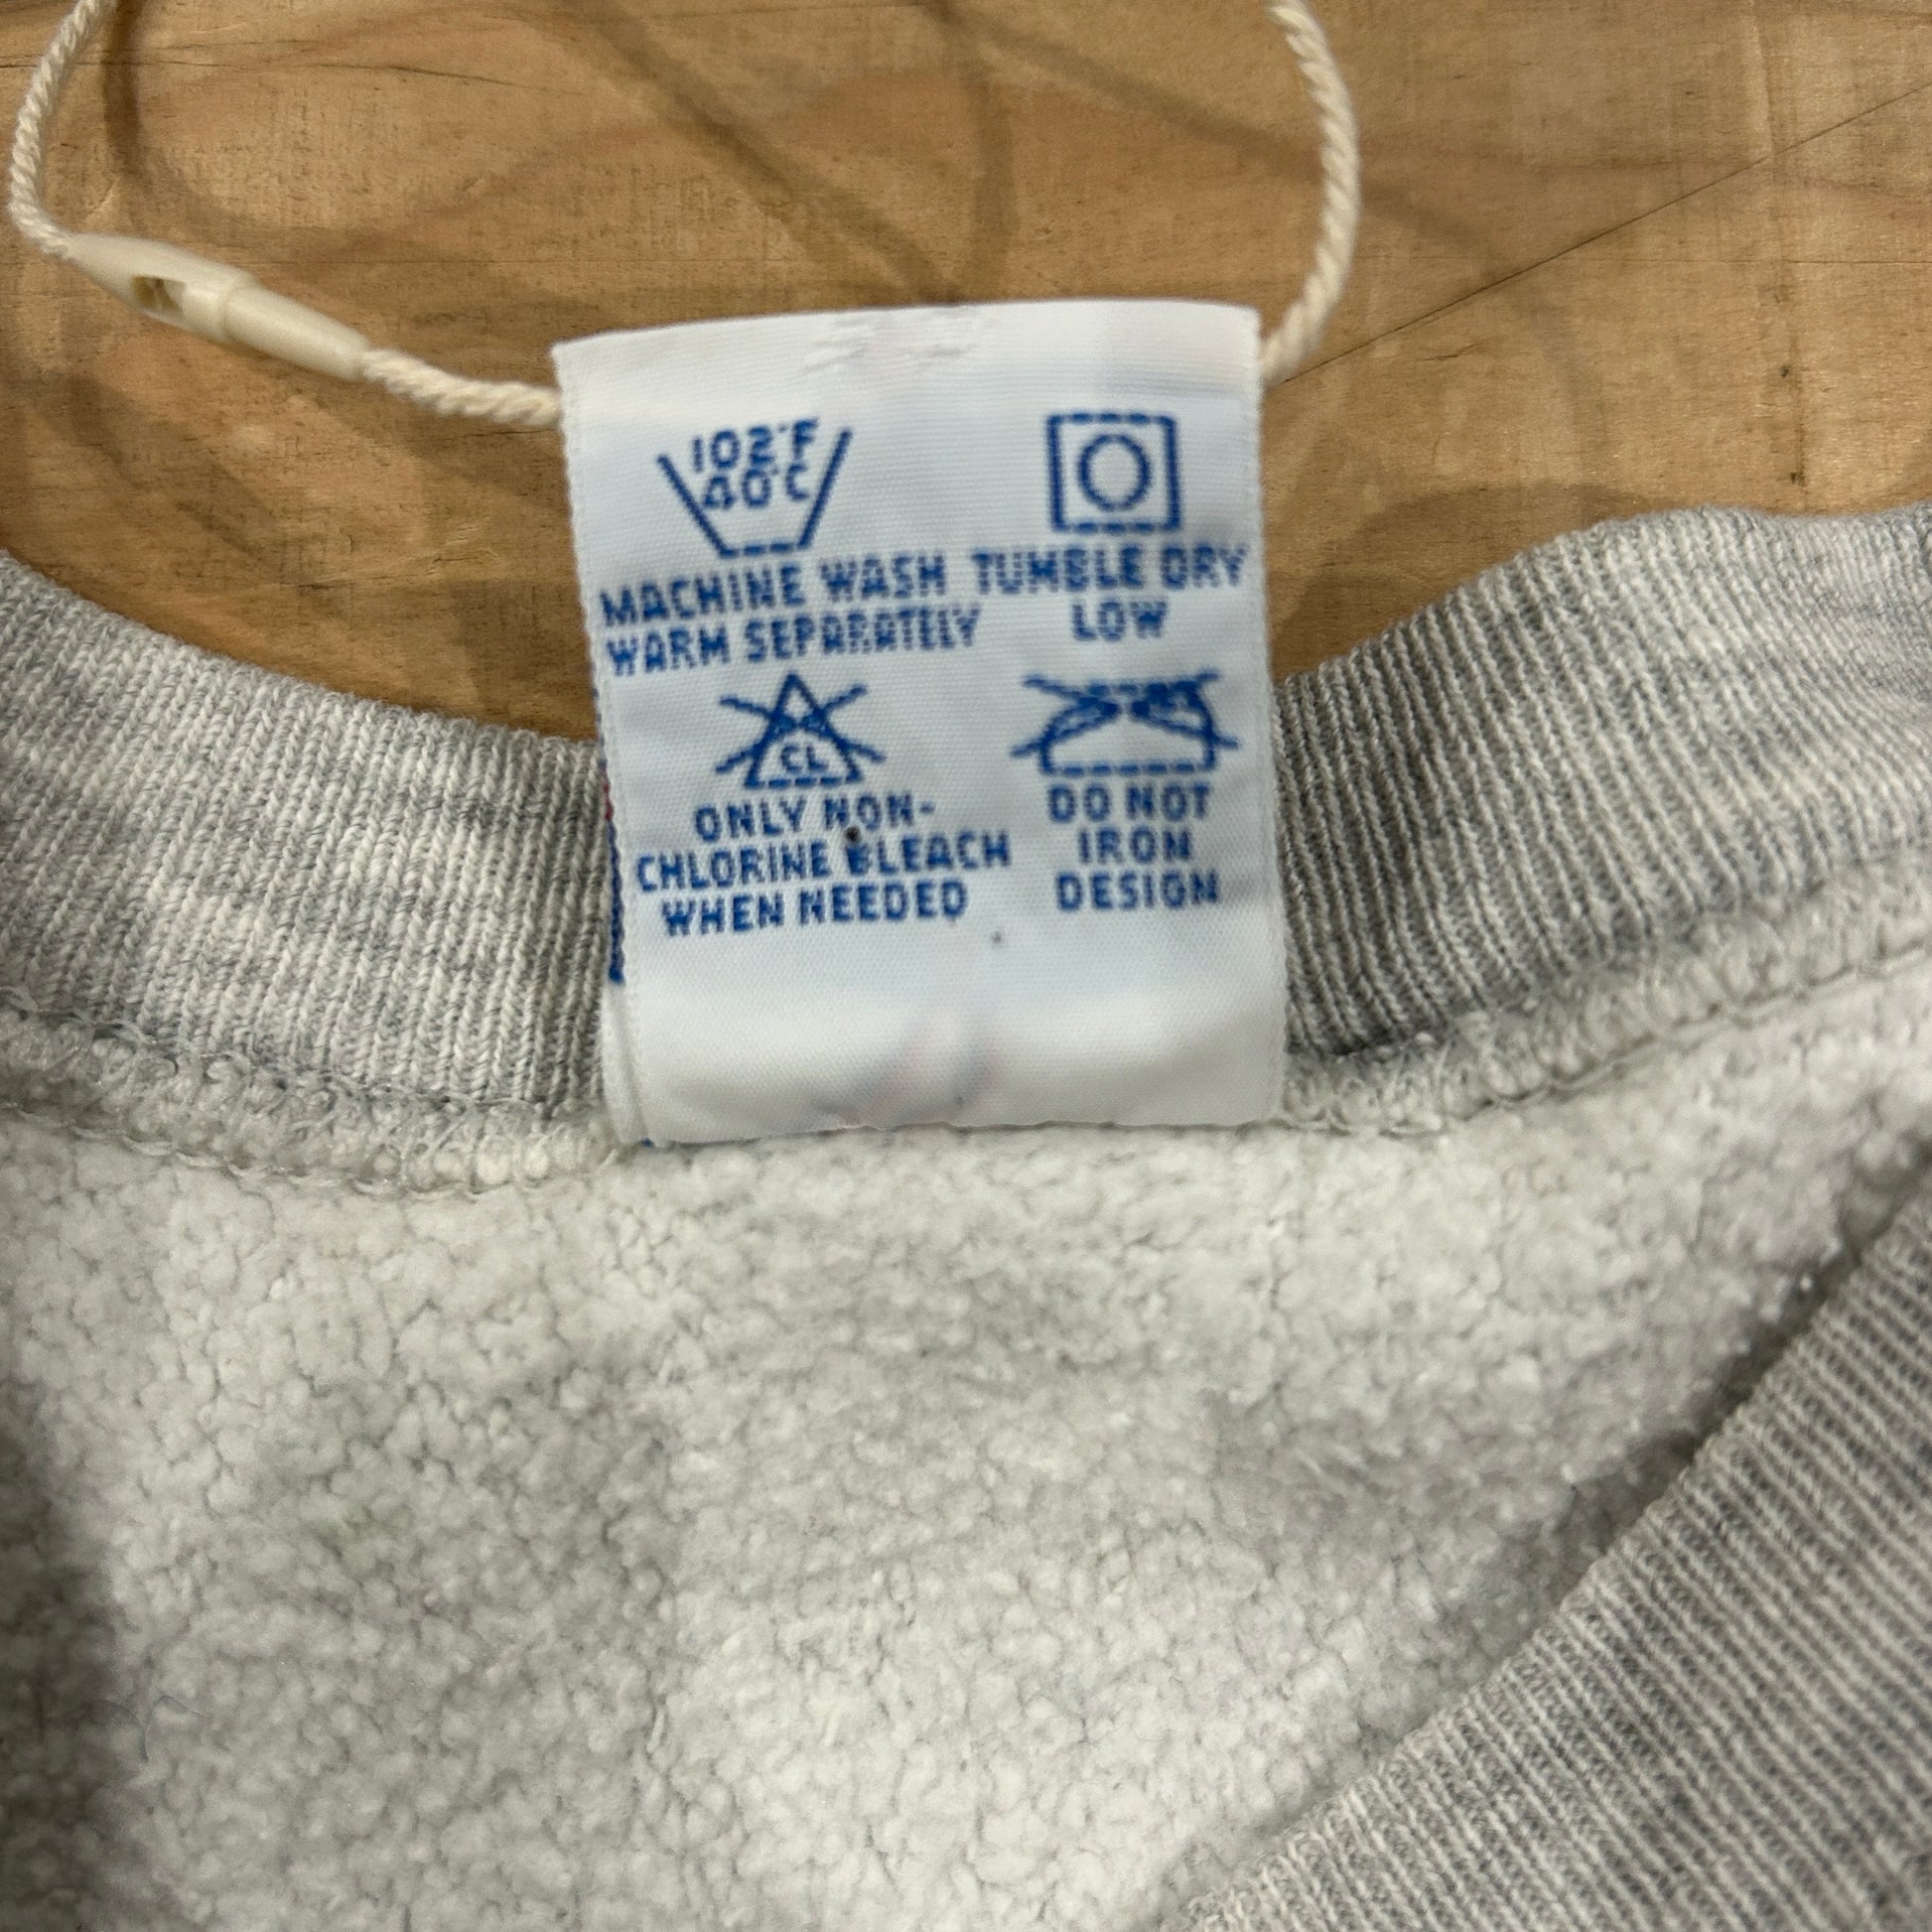 102°F
40°C
MACHINE WASH
WARM SEPARATELY
TUMBLE DRY
LOW
CL
ONLY NON-
CHLORINE BLEACH
WHEN NEEDED
DO NOT
IRON
DESIGN